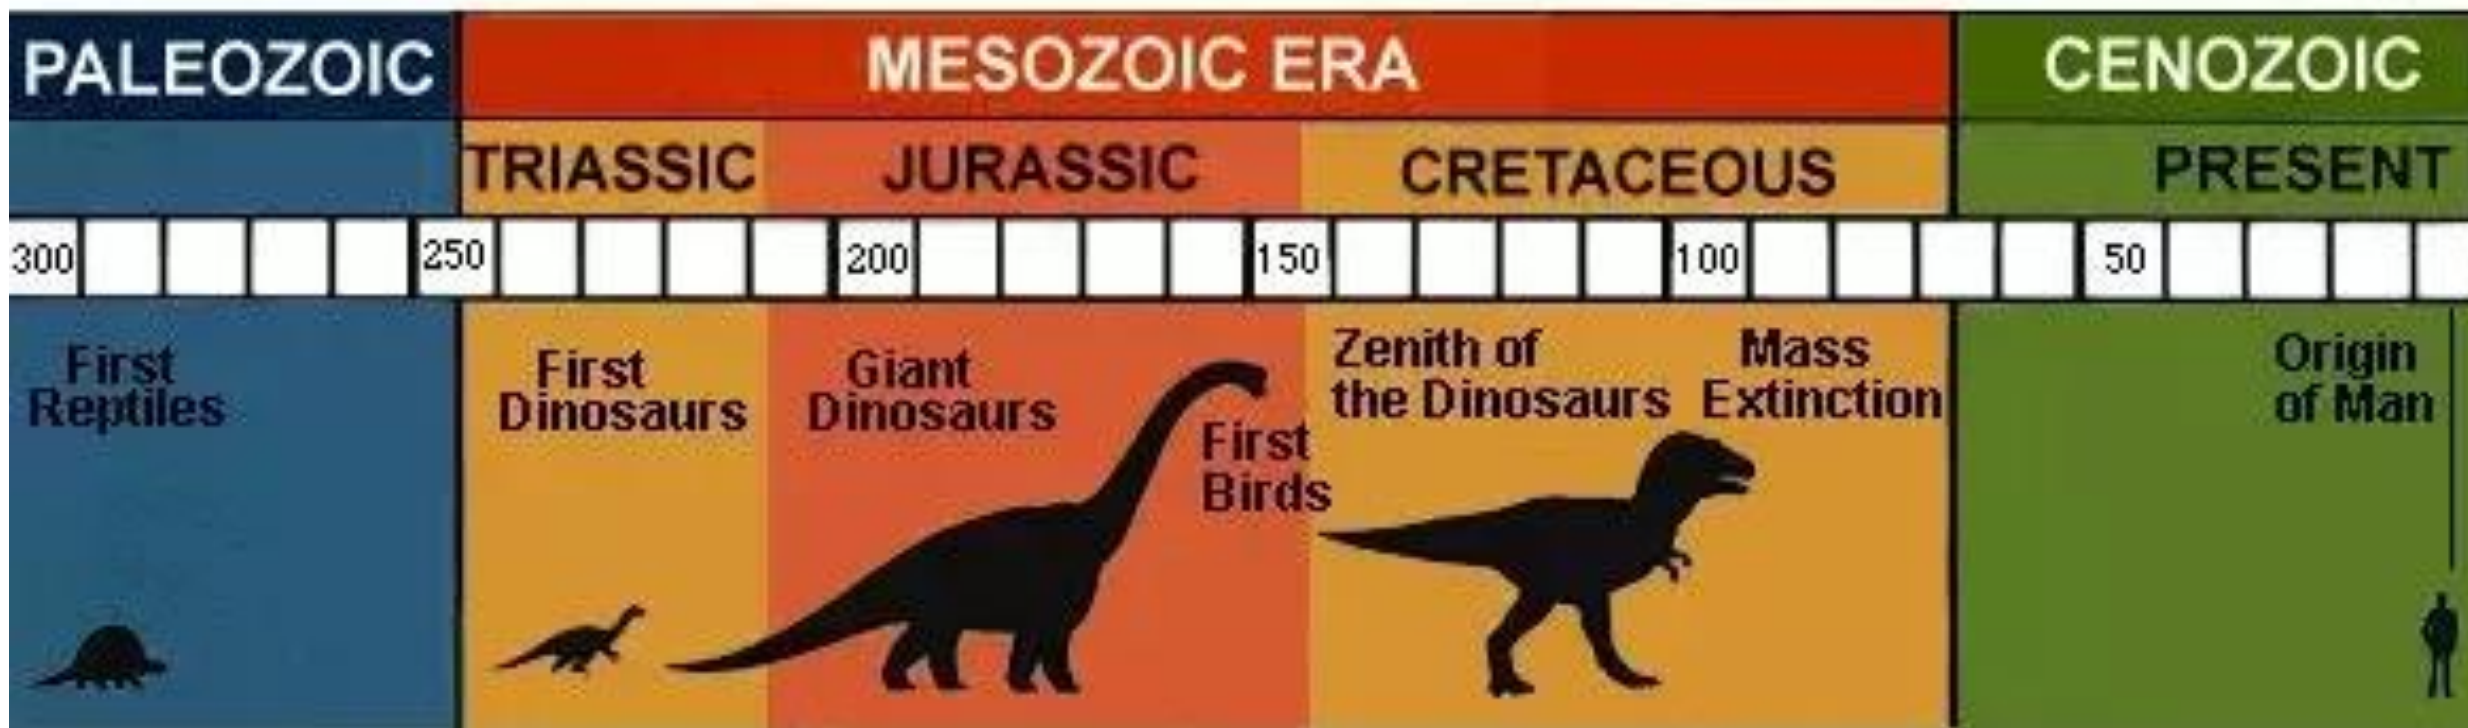 PALEOZOIC MESOZOIC ERA CENOZOIC
TRIASSIC JURASSIC CRETACEOUS PRESENT
300 250 200 150 100 50
First
Reptiles
First
Dinosaurs
Giant
Dinosaurs
First
Birds
Zenith of
the Dinosaurs
Mass
Extinction
Origin
of Man